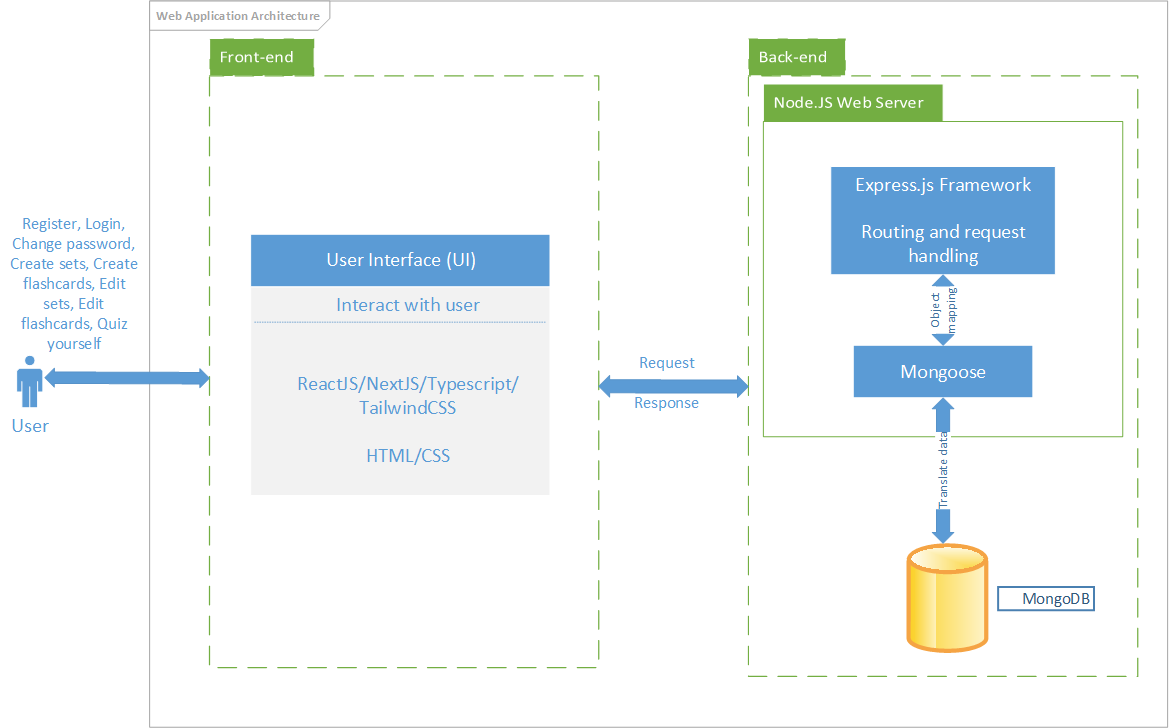 Web Application Architecture
Front-end
Back-end
Node.JS Web Server
Register, Login,
Change password,
Create sets, Create
flashcards, Edit
sets, Edit
flashcards, Quiz
yourself
User
User Interface (UI)
Interact with user
ReactJS/NextJS/Typescript/
TailwindCSS
HTML/CSS
Request
Response
Express.js Framework
Routing and request
handling
Object
mapping
Mongoose
Translate data
MongoDB